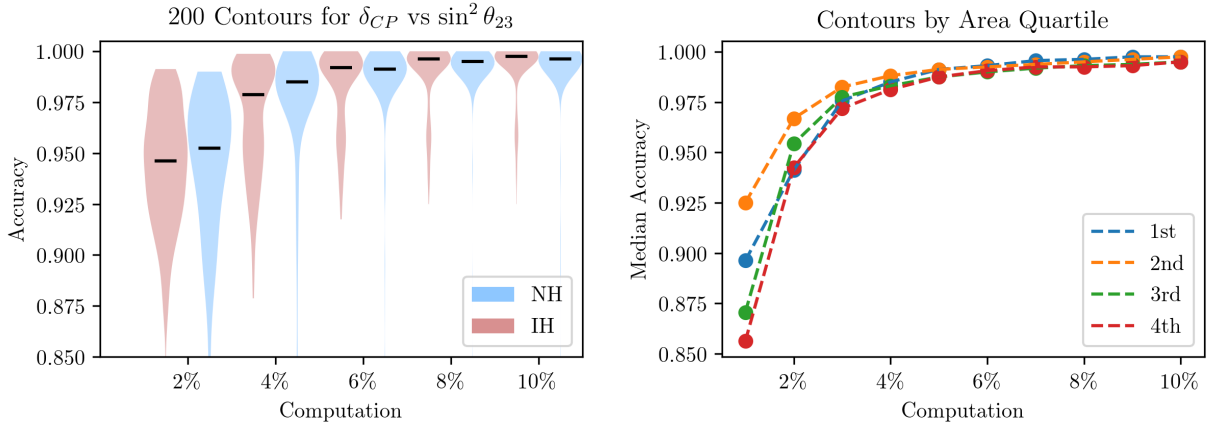 200 Contours for δ_CP vs sin² θ₂₃
Accuracy
1.000
0.975
0.950
0.925
0.900
0.875
0.850
NH
IH
2%
4%
6%
8%
10%
Computation
Contours by Area Quartile
Median Accuracy
1.000
0.975
0.950
0.925
0.900
0.875
0.850
1st
2nd
3rd
4th
2%
4%
6%
8%
10%
Computation